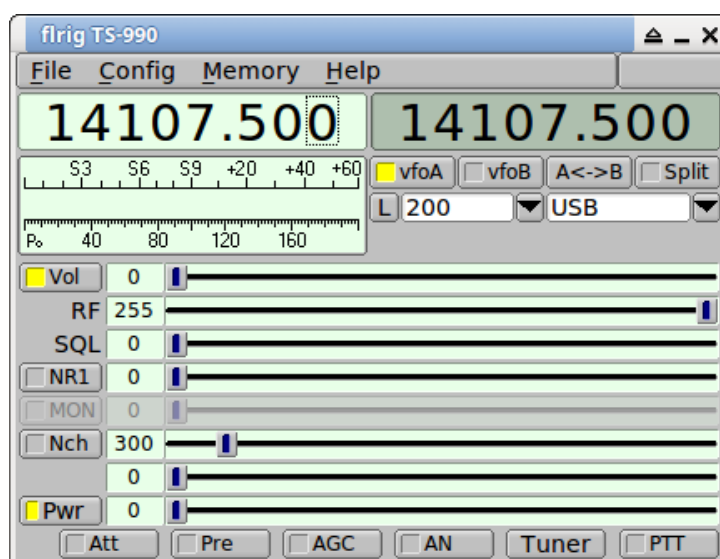 flrig TS-990
File Config Memory Help
14107.500 14107.500
S3 S6 S9 +20 +40 +60
vfoA vfoB A<->B Split
L 200 USB
Po 40 80 120 160
Vol 0
RF 255
SQL 0
NR1 0
MON 0
Nch 300
0
Pwr 0
Att Pre AGC AN Tuner PTT